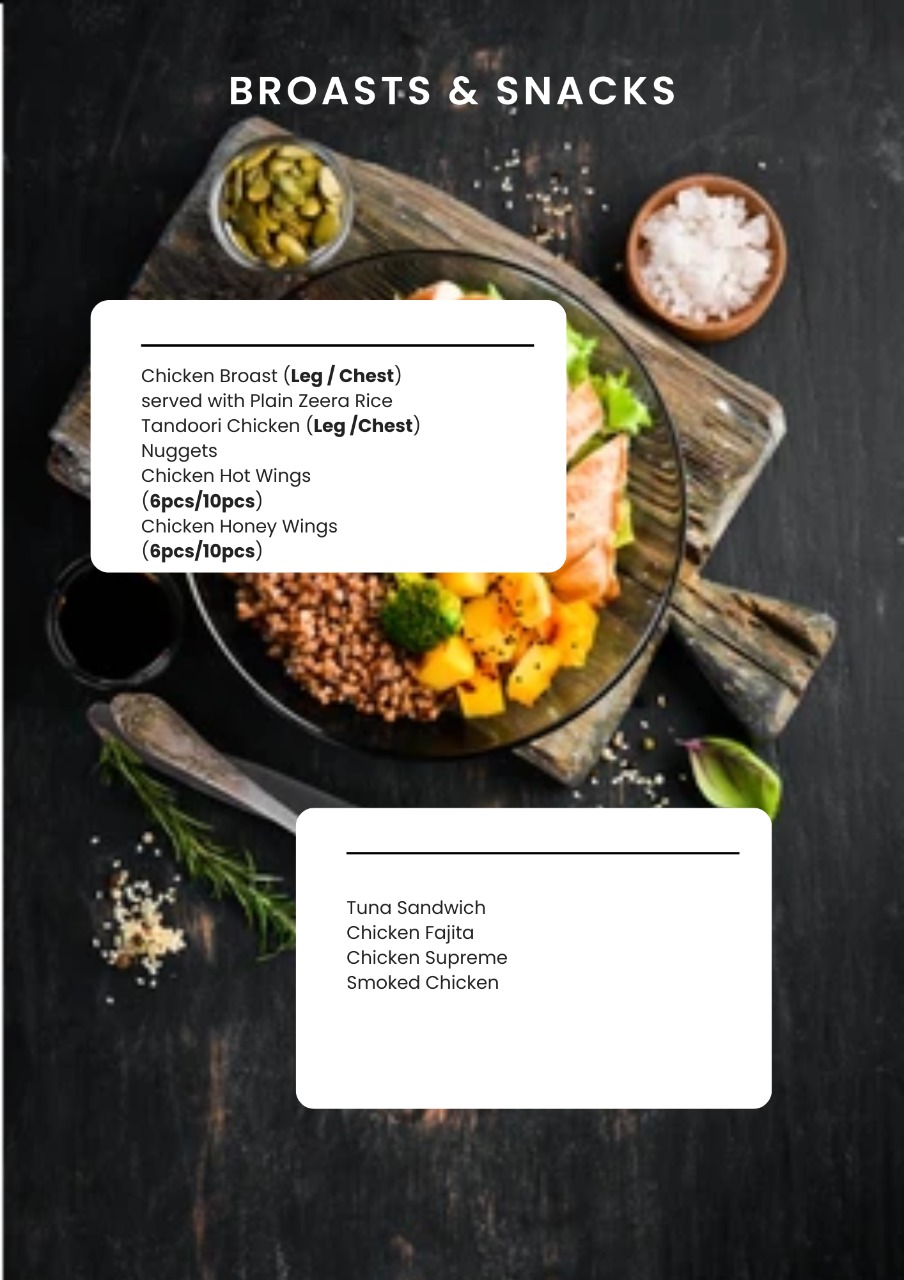 BROASTS & SNACKS
Chicken Broast (Leg / Chest)
served with Plain Zeera Rice
Tandoori Chicken (Leg /Chest)
Nuggets
Chicken Hot Wings
(6pcs/10pcs)
Chicken Honey Wings
(6pcs/10pcs)
Tuna Sandwich
Chicken Fajita
Chicken Supreme
Smoked Chicken